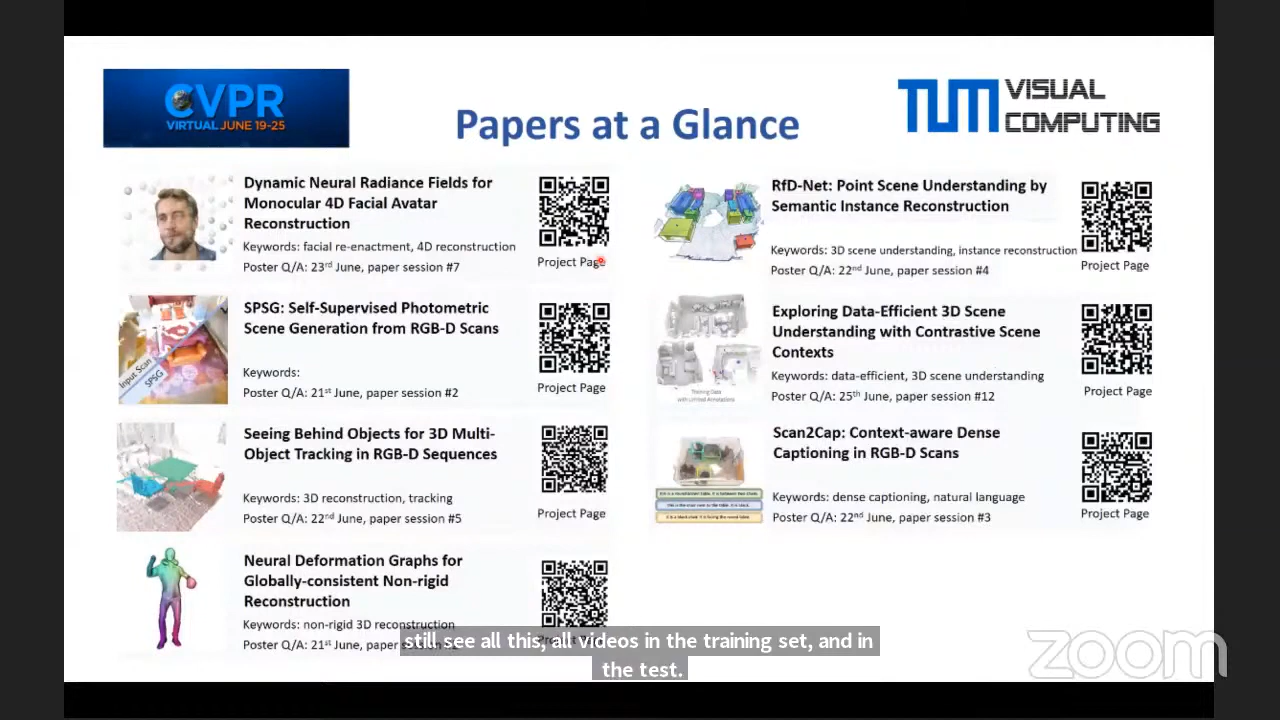 CVPR
VIRTUAL JUNE 19-25
Papers at a Glance
TUM VISUAL
COMPUTING
Dynamic Neural Radiance Fields for
Monocular 4D Facial Avatar
Reconstruction
Keywords: facial re-enactment, 4D reconstruction
Poster Q/A: 23rd June, paper session #7
Project Page
SPSG: Self-Supervised Photometric
Scene Generation from RGB-D Scans
Keywords:
Poster Q/A: 21st June, paper session #2
Project Page
Input Scan
SPSG
Seeing Behind Objects for 3D Multi-
Object Tracking in RGB-D Sequences
Keywords: 3D reconstruction, tracking
Poster Q/A: 22nd June, paper session #5
Project Page
Neural Deformation Graphs for
Globally-consistent Non-rigid
Reconstruction
Keywords: non-rigid 3D reconstruction
Poster Q/A: 21st June, paper
RfD-Net: Point Scene Understanding by
Semantic Instance Reconstruction
Keywords: 3D scene understanding, instance reconstruction
Poster Q/A: 22nd June, paper session #4
Project Page
Exploring Data-Efficient 3D Scene
Understanding with Contrastive Scene
Contexts
Keywords: data-efficient, 3D scene understanding
Poster Q/A: 25th June, paper session #12
Project Page
Training Data
with Limited Annotations
Scan2Cap: Context-aware Dense
Captioning in RGB-D Scans
Keywords: dense captioning, natural language
Poster Q/A: 22nd June, paper session #3
Project Page
still see all this, all videos in the training set, and in
the test.
zoom